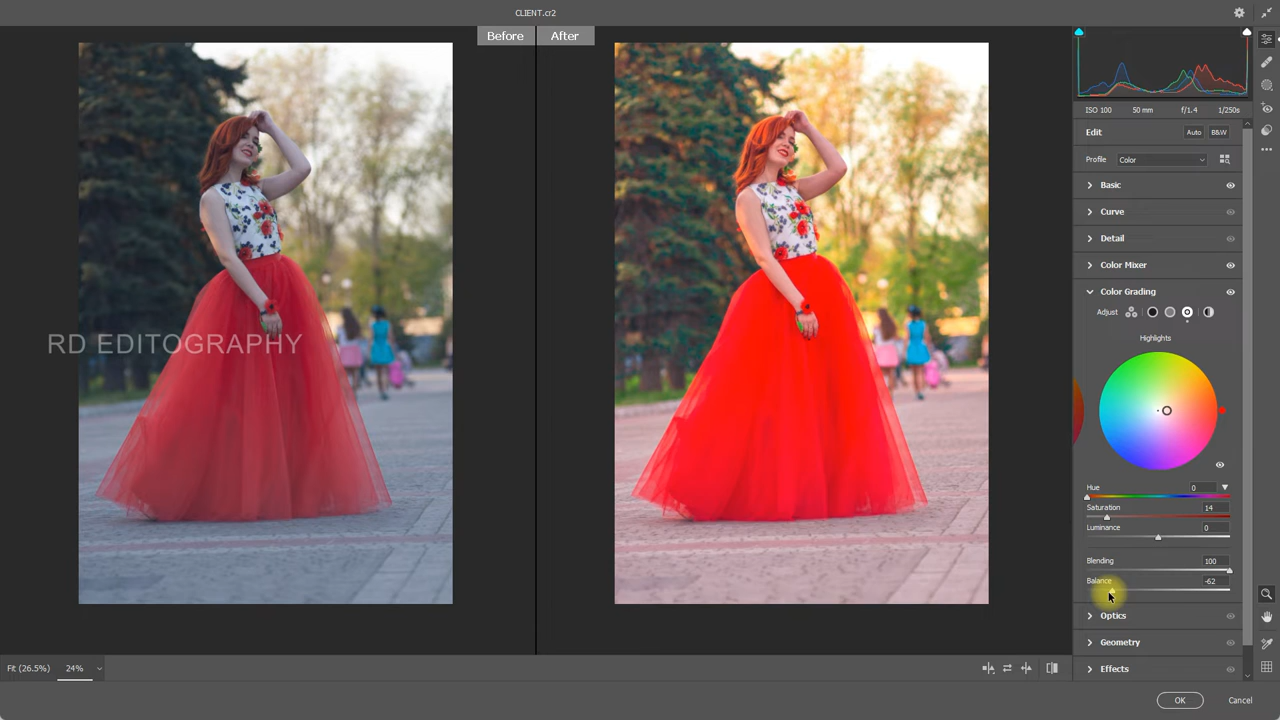 CLIENT.cr2
Before After
ISO 100 50 mm f/1.4 1/250s
Edit Auto B&W
Profile Color
Basic
Curve
Detail
Color Mixer
Color Grading
Adjust
Highlights
RD EDITOGRAPHY
Hue 0
Saturation 14
Luminance 0
Blending 100
Balance -62
Optics
Geometry
Effects
Fit (26.5%) 24%
OK Cancel